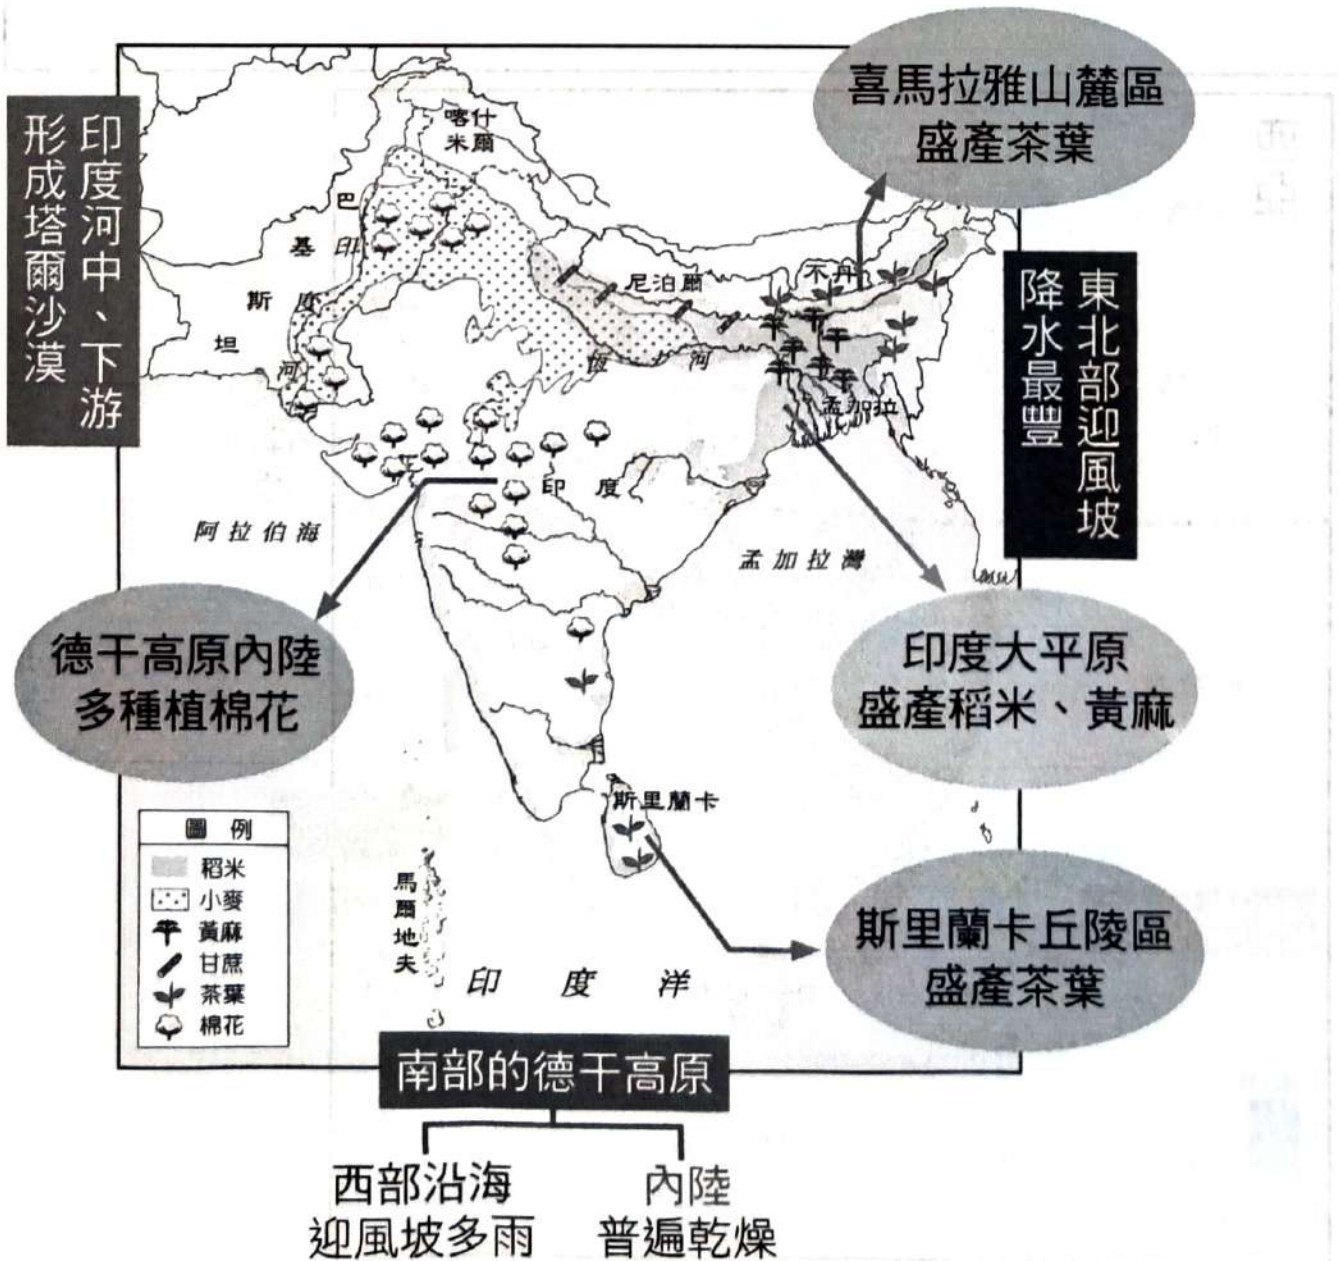 喜馬拉雅山麓區
盛產茶葉
印度河中、下游
形成塔爾沙漠
東北部迎風坡
降水最豐
喀什
米爾
巴
基
斯
坦
印
度
河
尼泊爾
不丹
恆河
孟加拉
印度
阿拉伯海
孟加拉灣
德干高原內陸
多種植棉花
印度大平原
盛產稻米、黃麻
斯里蘭卡
斯里蘭卡丘陵區
盛產茶葉
馬爾地夫
印度洋
圖例
稻米
小麥
黃麻
甘蔗
茶葉
棉花
南部的德干高原
西部沿海
迎風坡多雨
內陸
普遍乾燥